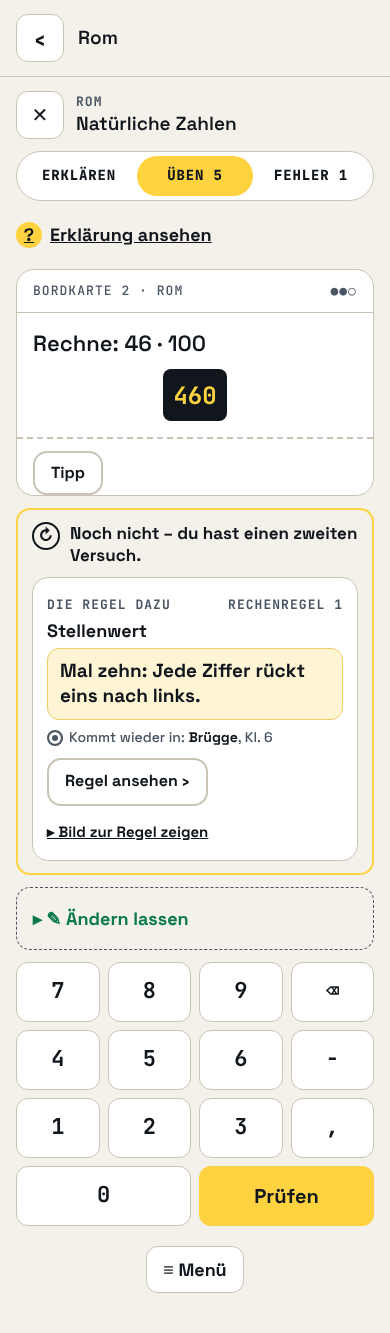 < Rom
✕ ROM
Natürliche Zahlen
ERKLÄREN ÜBEN 5 FEHLER 1
? Erklärung ansehen
BORDKARTE 2 · ROM ●●○
Rechne: 46 · 100
460
Tipp
Noch nicht – du hast einen zweiten
Versuch.
DIE REGEL DAZU RECHENREGEL 1
Stellenwert
Mal zehn: Jede Ziffer rückt
eins nach links.
Kommt wieder in: Brügge, Kl. 6
Regel ansehen >
▸ Bild zur Regel zeigen
▸ ✎ Ändern lassen
7 8 9 ⌫
4 5 6 -
1 2 3 ,
0 Prüfen
≡ Menü